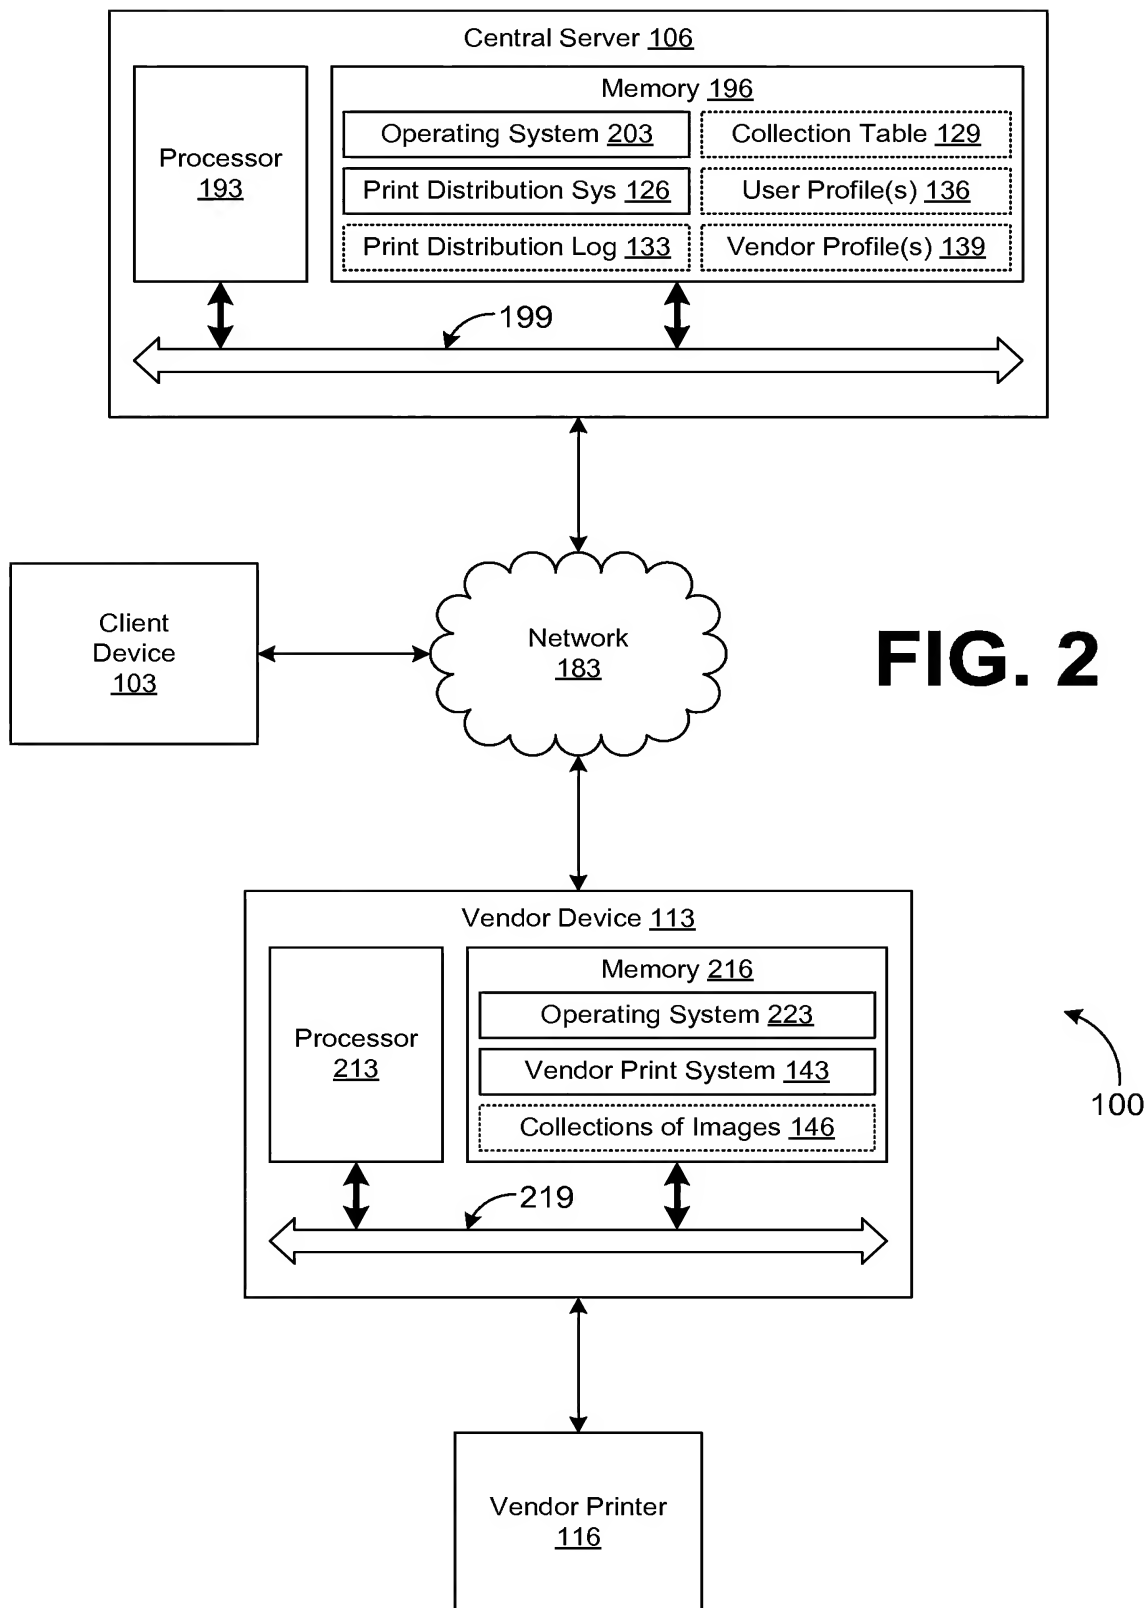 Central Server 106
Processor
193
Memory 196
Operating System 203
Collection Table 129
Print Distribution Sys 126
User Profile(s) 136
Print Distribution Log 133
Vendor Profile(s) 139
199
Client
Device
103
Network
183
FIG. 2
Vendor Device 113
Processor
213
Memory 216
Operating System 223
Vendor Print System 143
Collections of Images 146
219
100
Vendor Printer
116